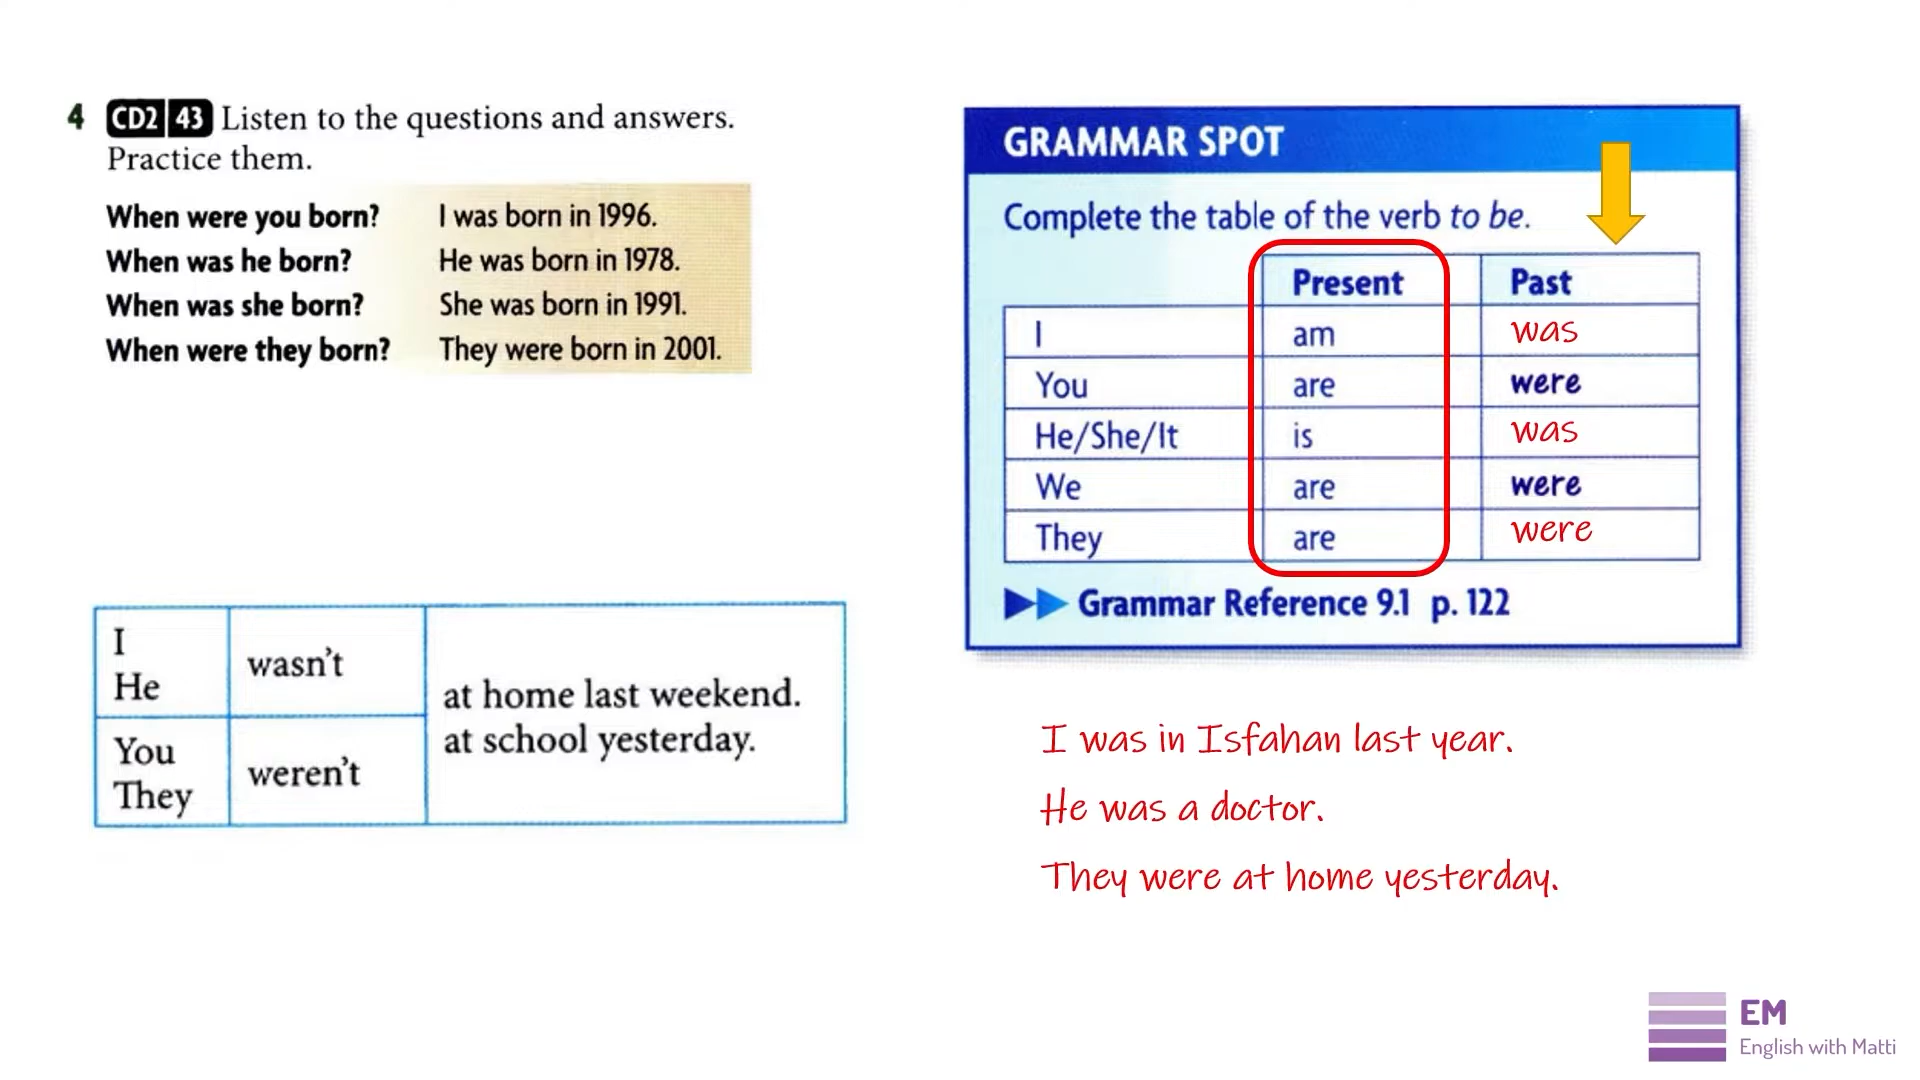 4 CD2 43 Listen to the questions and answers.
Practice them.
When were you born? I was born in 1996.
When was he born? He was born in 1978.
When was she born? She was born in 1991.
When were they born? They were born in 2001.
I
He
wasn't
You
They
weren't
at home last weekend.
at school yesterday.
GRAMMAR SPOT
Complete the table of the verb to be.
Present Past
I am was
You are were
He/She/It is was
We are were
They are were
Grammar Reference 9.1 p. 122
I was in Isfahan last year.
He was a doctor.
They were at home yesterday.
EM
English with Matti